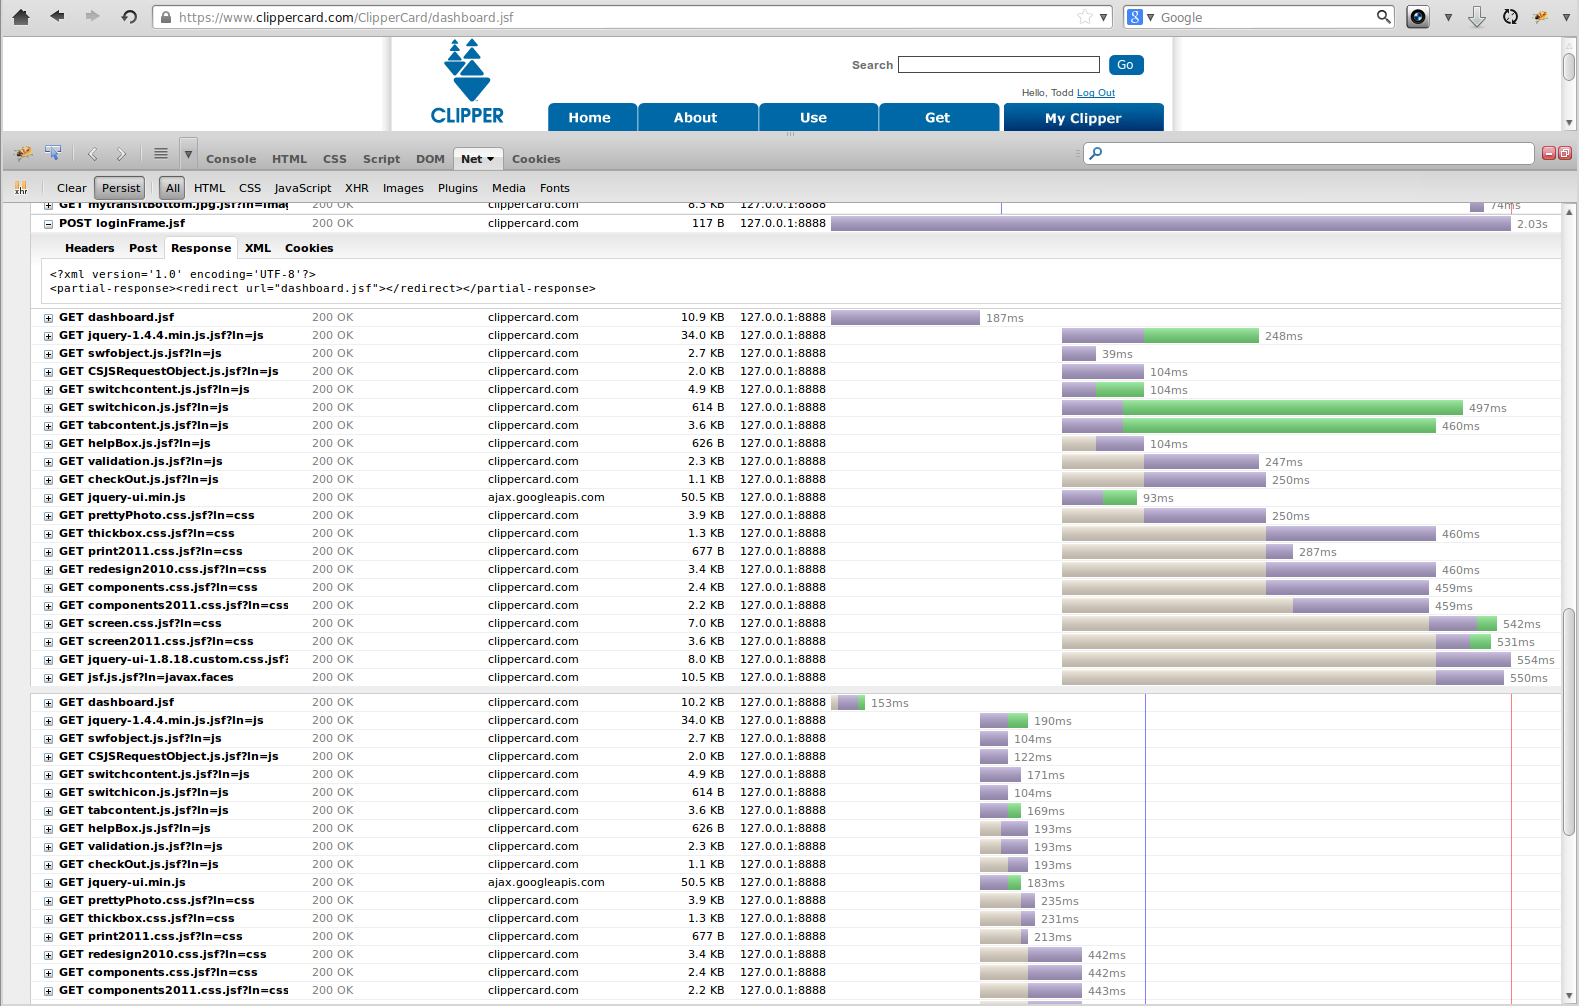 https://www.clippercard.com/ClipperCard/dashboard.jsf
8 Google
Search Go
Hello, Todd Log Out
CLIPPER Home About Use Get My Clipper
Console HTML CSS Script DOM Net Cookies
xhr Clear Persist All HTML CSS JavaScript XHR Images Plugins Media Fonts
GET mytransitBottom.jpg.jsf?ln=imag 200 OK clippercard.com 8.3 KB 127.0.0.1:8888 74ms
POST loginFrame.jsf 200 OK clippercard.com 117 B 127.0.0.1:8888 2.03s
Headers Post Response XML Cookies
<?xml version='1.0' encoding='UTF-8'?>
<partial-response><redirect url="dashboard.jsf"></redirect></partial-response>
GET dashboard.jsf 200 OK clippercard.com 10.9 KB 127.0.0.1:8888 187ms
GET jquery-1.4.4.min.js.jsf?ln=js 200 OK clippercard.com 34.0 KB 127.0.0.1:8888 248ms
GET swfobject.js.jsf?ln=js 200 OK clippercard.com 2.7 KB 127.0.0.1:8888 39ms
GET CSJSRequestObject.js.jsf?ln=js 200 OK clippercard.com 2.0 KB 127.0.0.1:8888 104ms
GET switchcontent.js.jsf?ln=js 200 OK clippercard.com 4.9 KB 127.0.0.1:8888 104ms
GET switchicon.js.jsf?ln=js 200 OK clippercard.com 614 B 127.0.0.1:8888 497ms
GET tabcontent.js.jsf?ln=js 200 OK clippercard.com 3.6 KB 127.0.0.1:8888 460ms
GET helpBox.js.jsf?ln=js 200 OK clippercard.com 626 B 127.0.0.1:8888 104ms
GET validation.js.jsf?ln=js 200 OK clippercard.com 2.3 KB 127.0.0.1:8888 247ms
GET checkOut.js.jsf?ln=js 200 OK clippercard.com 1.1 KB 127.0.0.1:8888 250ms
GET jquery-ui.min.js 200 OK ajax.googleapis.com 50.5 KB 127.0.0.1:8888 93ms
GET prettyPhoto.css.jsf?ln=css 200 OK clippercard.com 3.9 KB 127.0.0.1:8888 250ms
GET thickbox.css.jsf?ln=css 200 OK clippercard.com 1.3 KB 127.0.0.1:8888 460ms
GET print2011.css.jsf?ln=css 200 OK clippercard.com 677 B 127.0.0.1:8888 287ms
GET redesign2010.css.jsf?ln=css 200 OK clippercard.com 3.4 KB 127.0.0.1:8888 460ms
GET components.css.jsf?ln=css 200 OK clippercard.com 2.4 KB 127.0.0.1:8888 459ms
GET components2011.css.jsf?ln=css 200 OK clippercard.com 2.2 KB 127.0.0.1:8888 459ms
GET screen.css.jsf?ln=css 200 OK clippercard.com 7.0 KB 127.0.0.1:8888 542ms
GET screen2011.css.jsf?ln=css 200 OK clippercard.com 3.6 KB 127.0.0.1:8888 531ms
GET jquery-ui-1.8.18.custom.css.jsf? 200 OK clippercard.com 8.0 KB 127.0.0.1:8888 554ms
GET jsf.js.jsf?ln=javax.faces 200 OK clippercard.com 10.5 KB 127.0.0.1:8888 550ms
GET dashboard.jsf 200 OK clippercard.com 10.2 KB 127.0.0.1:8888 153ms
GET jquery-1.4.4.min.js.jsf?ln=js 200 OK clippercard.com 34.0 KB 127.0.0.1:8888 190ms
GET swfobject.js.jsf?ln=js 200 OK clippercard.com 2.7 KB 127.0.0.1:8888 104ms
GET CSJSRequestObject.js.jsf?ln=js 200 OK clippercard.com 2.0 KB 127.0.0.1:8888 122ms
GET switchcontent.js.jsf?ln=js 200 OK clippercard.com 4.9 KB 127.0.0.1:8888 171ms
GET switchicon.js.jsf?ln=js 200 OK clippercard.com 614 B 127.0.0.1:8888 104ms
GET tabcontent.js.jsf?ln=js 200 OK clippercard.com 3.6 KB 127.0.0.1:8888 169ms
GET helpBox.js.jsf?ln=js 200 OK clippercard.com 626 B 127.0.0.1:8888 193ms
GET validation.js.jsf?ln=js 200 OK clippercard.com 2.3 KB 127.0.0.1:8888 193ms
GET checkOut.js.jsf?ln=js 200 OK clippercard.com 1.1 KB 127.0.0.1:8888 193ms
GET jquery-ui.min.js 200 OK ajax.googleapis.com 50.5 KB 127.0.0.1:8888 183ms
GET prettyPhoto.css.jsf?ln=css 200 OK clippercard.com 3.9 KB 127.0.0.1:8888 235ms
GET thickbox.css.jsf?ln=css 200 OK clippercard.com 1.3 KB 127.0.0.1:8888 231ms
GET print2011.css.jsf?ln=css 200 OK clippercard.com 677 B 127.0.0.1:8888 213ms
GET redesign2010.css.jsf?ln=css 200 OK clippercard.com 3.4 KB 127.0.0.1:8888 442ms
GET components.css.jsf?ln=css 200 OK clippercard.com 2.4 KB 127.0.0.1:8888 442ms
GET components2011.css.jsf?ln=css 200 OK clippercard.com 2.2 KB 127.0.0.1:8888 443ms